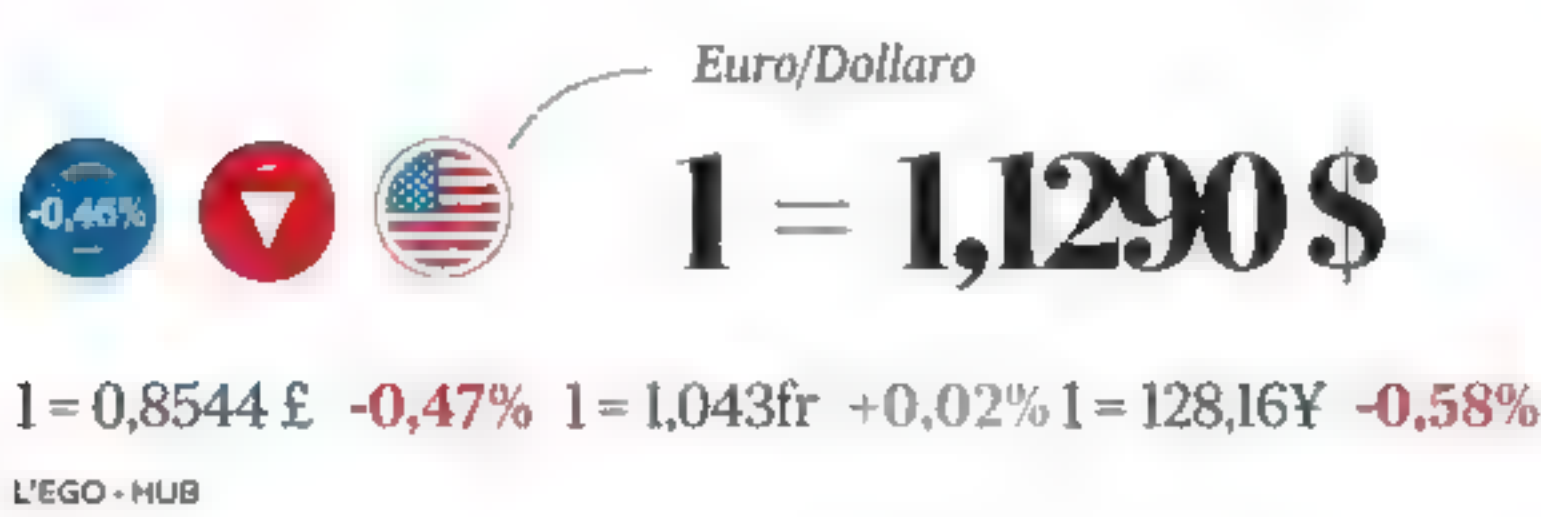 Euro/Dollaro
-0,46%
1 = 1,1290 $
1 = 0,8544 £ -0,47% 1 = 1,043fr +0,02% 1 = 128,16¥ -0,58%
L'EGO - HUB